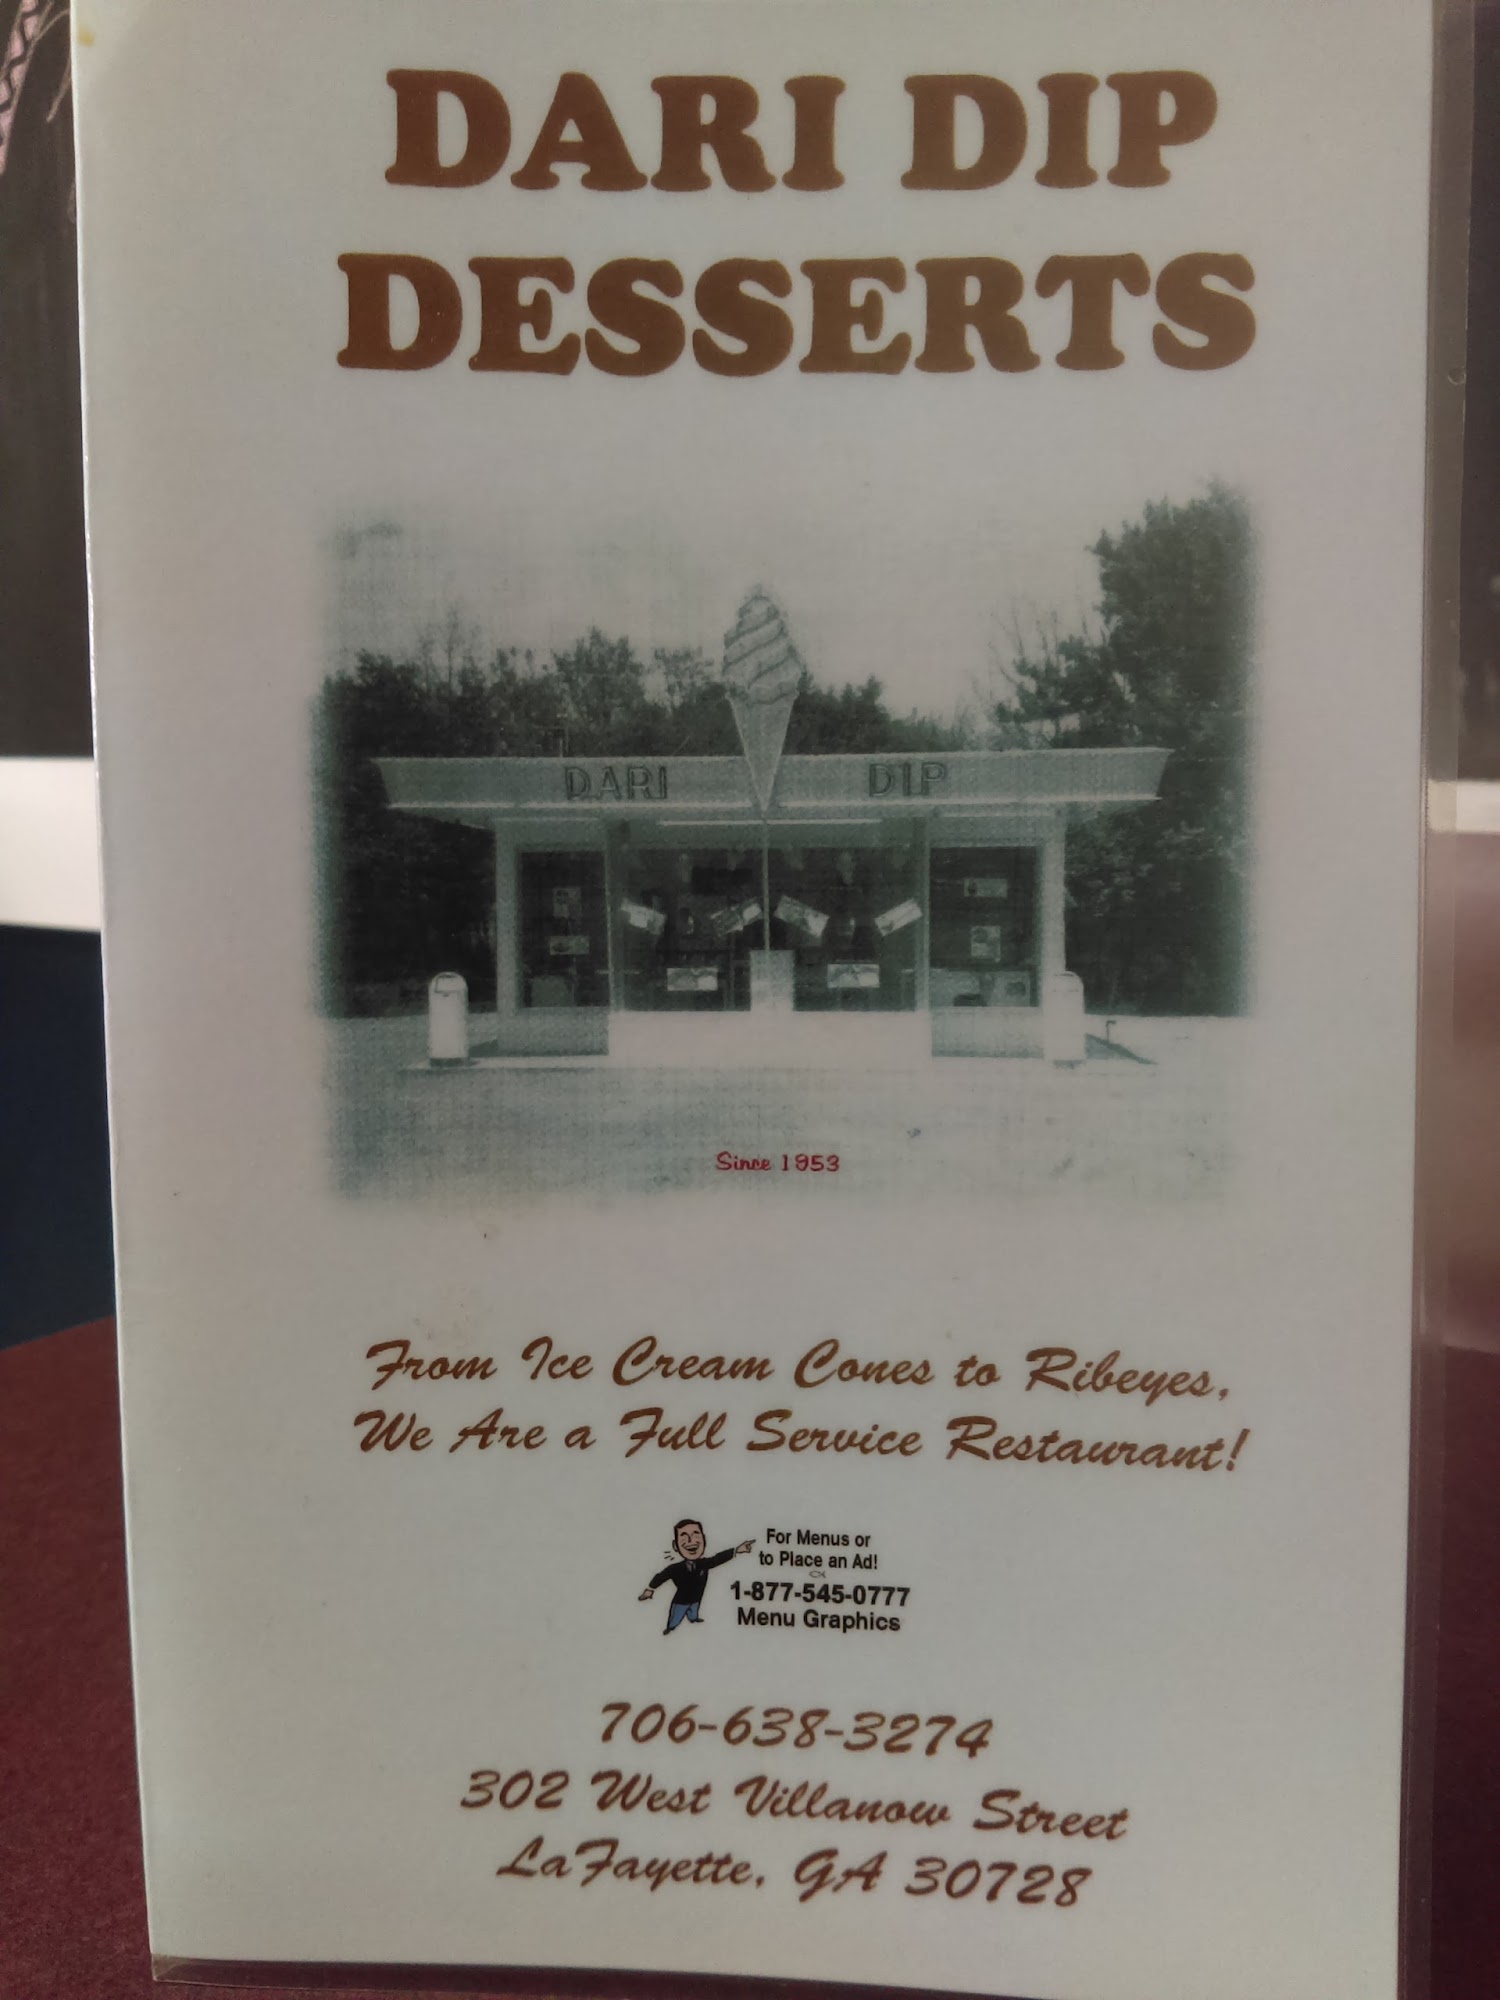 DARI DIP
DESSERTS
DARI DIP
Since 1953
From Ice Cream Cones to Ribeyes,
We Are a Full Service Restaurant!
For Menus or
to Place an Ad!
1-877-545-0777
Menu Graphics
706-638-3274
302 West Villanow Street
LaFayette, GA 30728